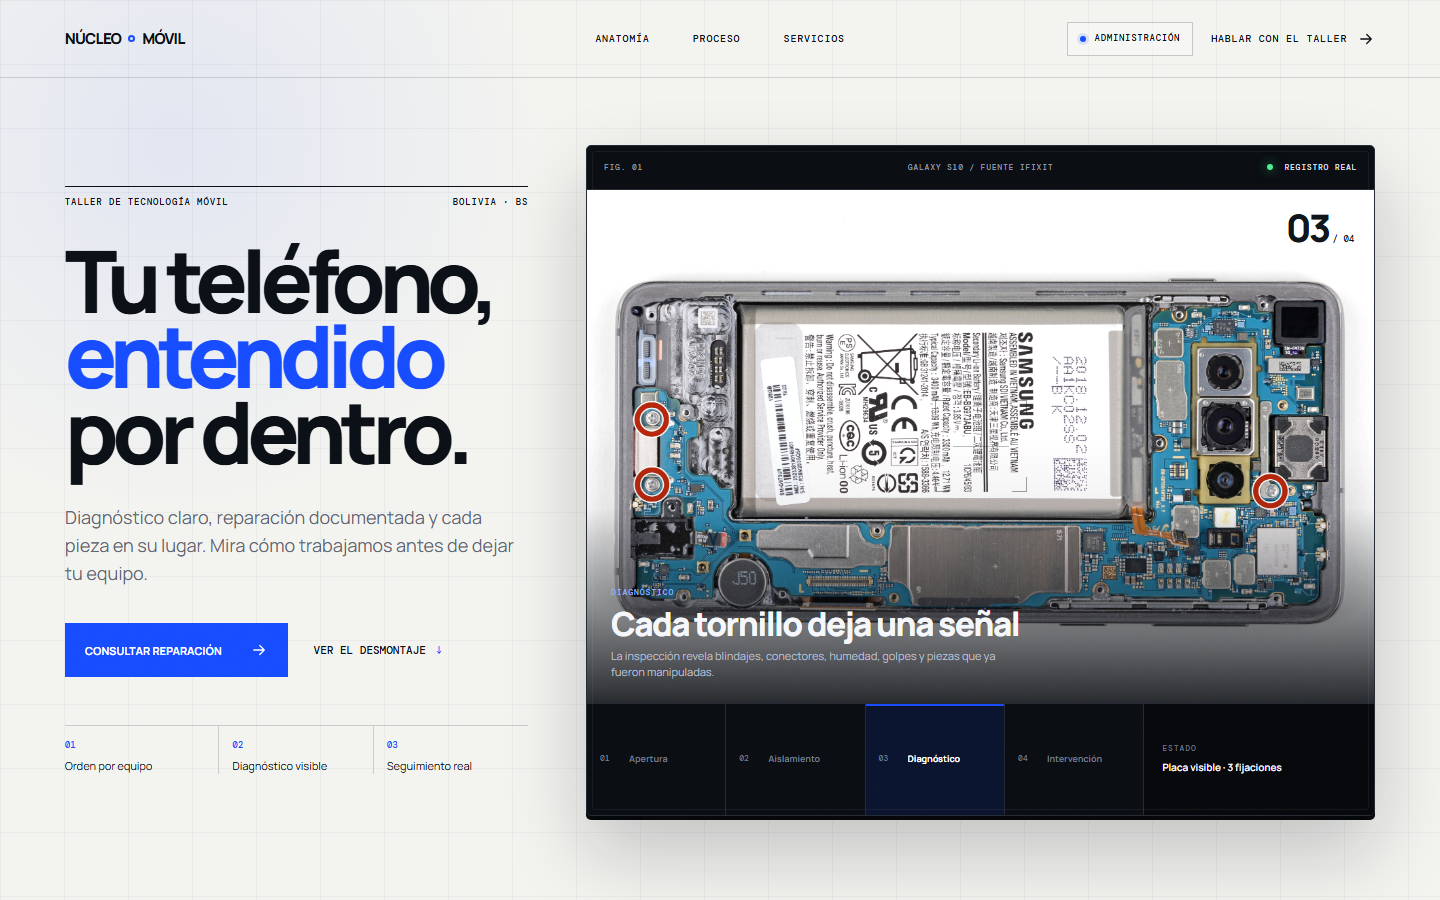 NÚCLEO MÓVIL
ANATOMÍA
PROCESO
SERVICIOS
ADMINISTRACIÓN
HABLAR CON EL TALLER →
TALLER DE TECNOLOGÍA MÓVIL
BOLIVIA · BS
Tu teléfono,
entendido
por dentro.
Diagnóstico claro, reparación documentada y cada
pieza en su lugar. Mira cómo trabajamos antes de dejar
tu equipo.
CONSULTAR REPARACIÓN →
VER EL DESMONTAJE ↓
01
Orden por equipo
02
Diagnóstico visible
03
Seguimiento real
FIG. 01
GALAXY S10 / FUENTE IFIXIT
REGISTRO REAL
03 / 04
SAMSUNG
ASSEMBLED IN VIETNAM
J50
DIAGNÓSTICO
Cada tornillo deja una señal
La inspección revela blindajes, conectores, humedad, golpes y piezas que ya
fueron manipuladas.
01 Apertura
02 Aislamiento
03 Diagnóstico
04 Intervención
ESTADO
Placa visible · 3 fijaciones